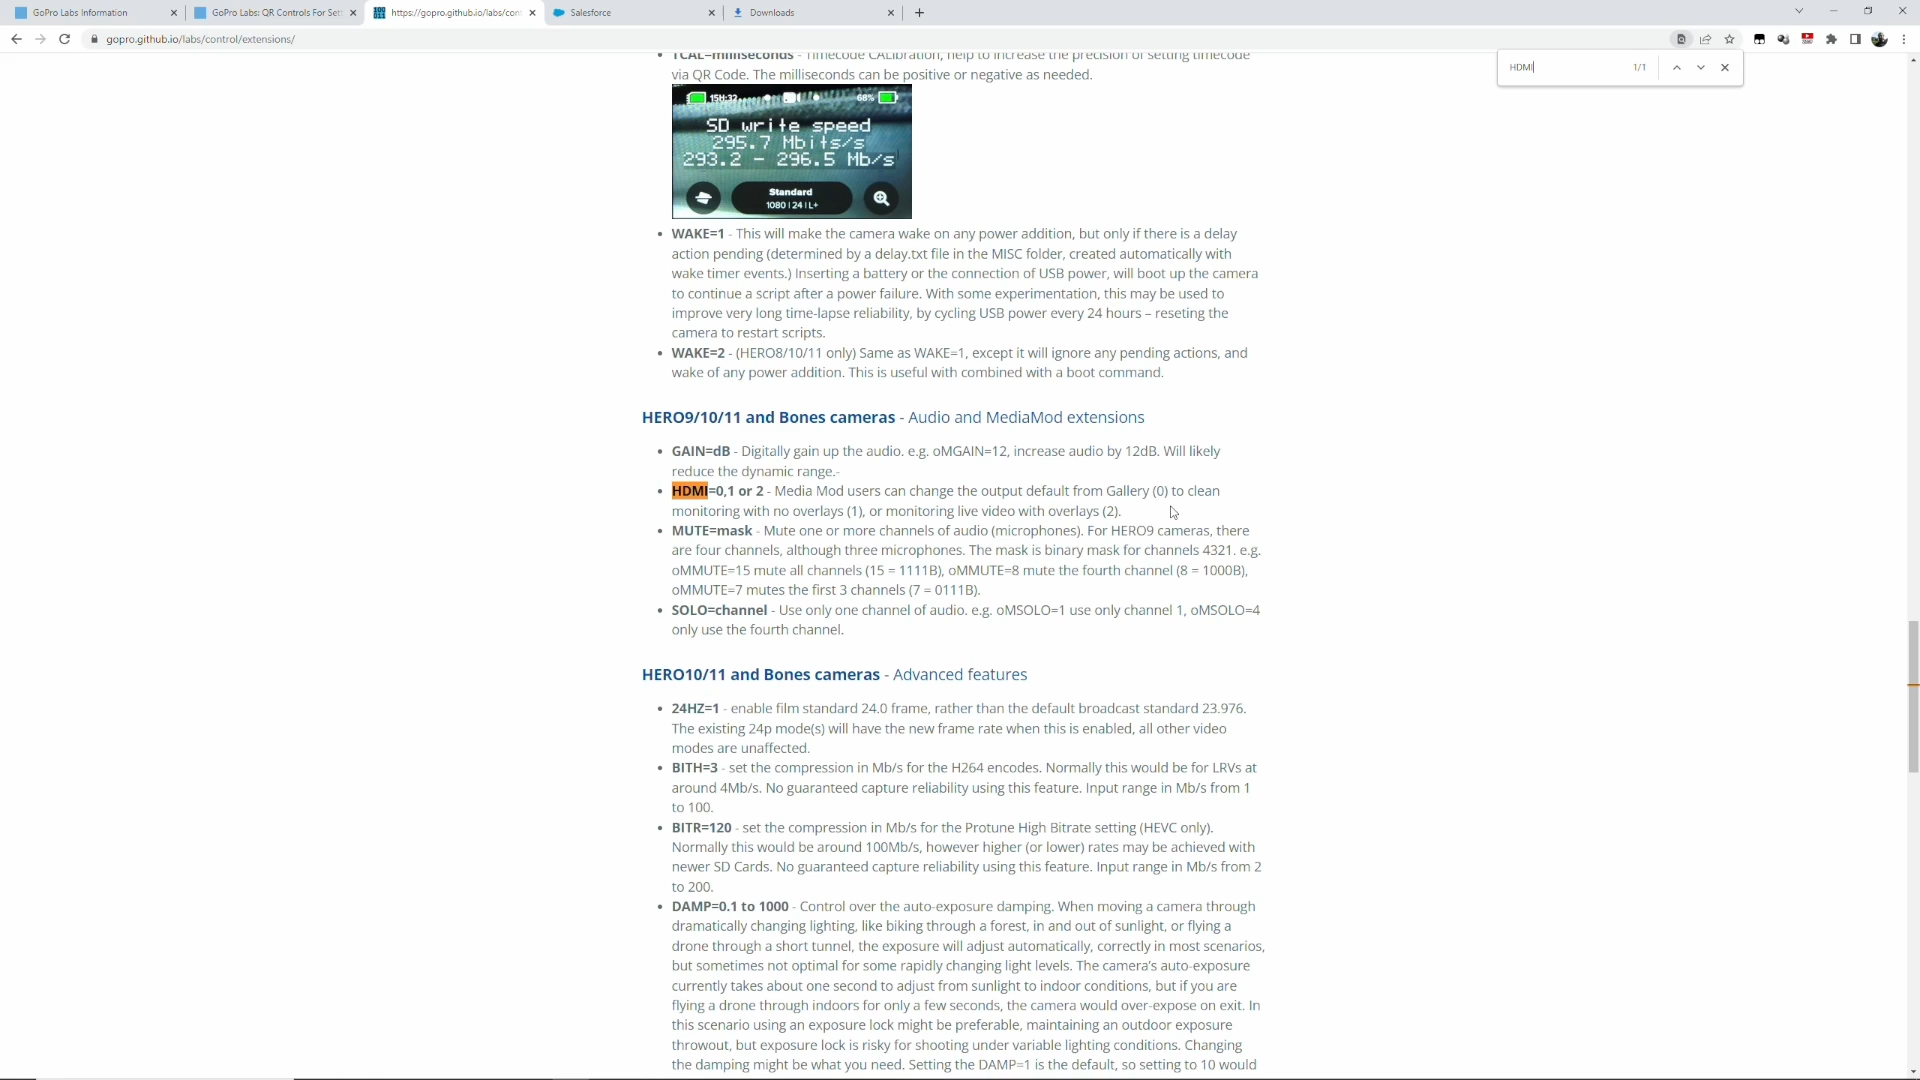 GoPro Labs Information
GoPro Labs: QR Controls For Set
https://gopro.github.io/labs/con
Salesforce
Downloads
gopro.github.io/labs/control/extensions/
HDMI
1/1
TCAL=milliseconds - Timecode CALibration, help to increase the precision of setting timecode
via QR Code. The milliseconds can be positive or negative as needed.
15H:32
68%
SD write speed
295.7 Mbits/s
293.2 - 296.5 Mb/s
Standard
1080 | 24 | L+
• WAKE=1 - This will make the camera wake on any power addition, but only if there is a delay
action pending (determined by a delay.txt file in the MISC folder, created automatically with
wake timer events.) Inserting a battery or the connection of USB power, will boot up the camera
to continue a script after a power failure. With some experimentation, this may be used to
improve very long time-lapse reliability, by cycling USB power every 24 hours – reseting the
camera to restart scripts.
• WAKE=2 - (HERO8/10/11 only) Same as WAKE=1, except it will ignore any pending actions, and
wake of any power addition. This is useful with combined with a boot command.
HERO9/10/11 and Bones cameras - Audio and MediaMod extensions
• GAIN=dB - Digitally gain up the audio. e.g. oMGAIN=12, increase audio by 12dB. Will likely
reduce the dynamic range.-
• HDMI=0,1 or 2 - Media Mod users can change the output default from Gallery (0) to clean
monitoring with no overlays (1), or monitoring live video with overlays (2).
• MUTE=mask - Mute one or more channels of audio (microphones). For HERO9 cameras, there
are four channels, although three microphones. The mask is binary mask for channels 4321. e.g.
oMMUTE=15 mute all channels (15 = 1111B), oMMUTE=8 mute the fourth channel (8 = 1000B),
oMMUTE=7 mutes the first 3 channels (7 = 0111B).
• SOLO=channel - Use only one channel of audio. e.g. oMSOLO=1 use only channel 1, oMSOLO=4
only use the fourth channel.
HERO10/11 and Bones cameras - Advanced features
• 24HZ=1 - enable film standard 24.0 frame, rather than the default broadcast standard 23.976.
The existing 24p mode(s) will have the new frame rate when this is enabled, all other video
modes are unaffected.
• BITH=3 - set the compression in Mb/s for the H264 encodes. Normally this would be for LRVs at
around 4Mb/s. No guaranteed capture reliability using this feature. Input range in Mb/s from 1
to 100.
• BITR=120 - set the compression in Mb/s for the Protune High Bitrate setting (HEVC only).
Normally this would be around 100Mb/s, however higher (or lower) rates may be achieved with
newer SD Cards. No guaranteed capture reliability using this feature. Input range in Mb/s from 2
to 200.
• DAMP=0.1 to 1000 - Control over the auto-exposure damping. When moving a camera through
dramatically changing lighting, like biking through a forest, in and out of sunlight, or flying a
drone through a short tunnel, the exposure will adjust automatically, correctly in most scenarios,
but sometimes not optimal for some rapidly changing light levels. The camera's auto-exposure
currently takes about one second to adjust from sunlight to indoor conditions, but if you are
flying a drone through indoors for only a few seconds, the camera would over-expose on exit. In
this scenario using an exposure lock might be preferable, maintaining an outdoor exposure
throwout, but exposure lock is risky for shooting under variable lighting conditions. Changing
the damping might be what you need. Setting the DAMP=1 is the default, so setting to 10 would